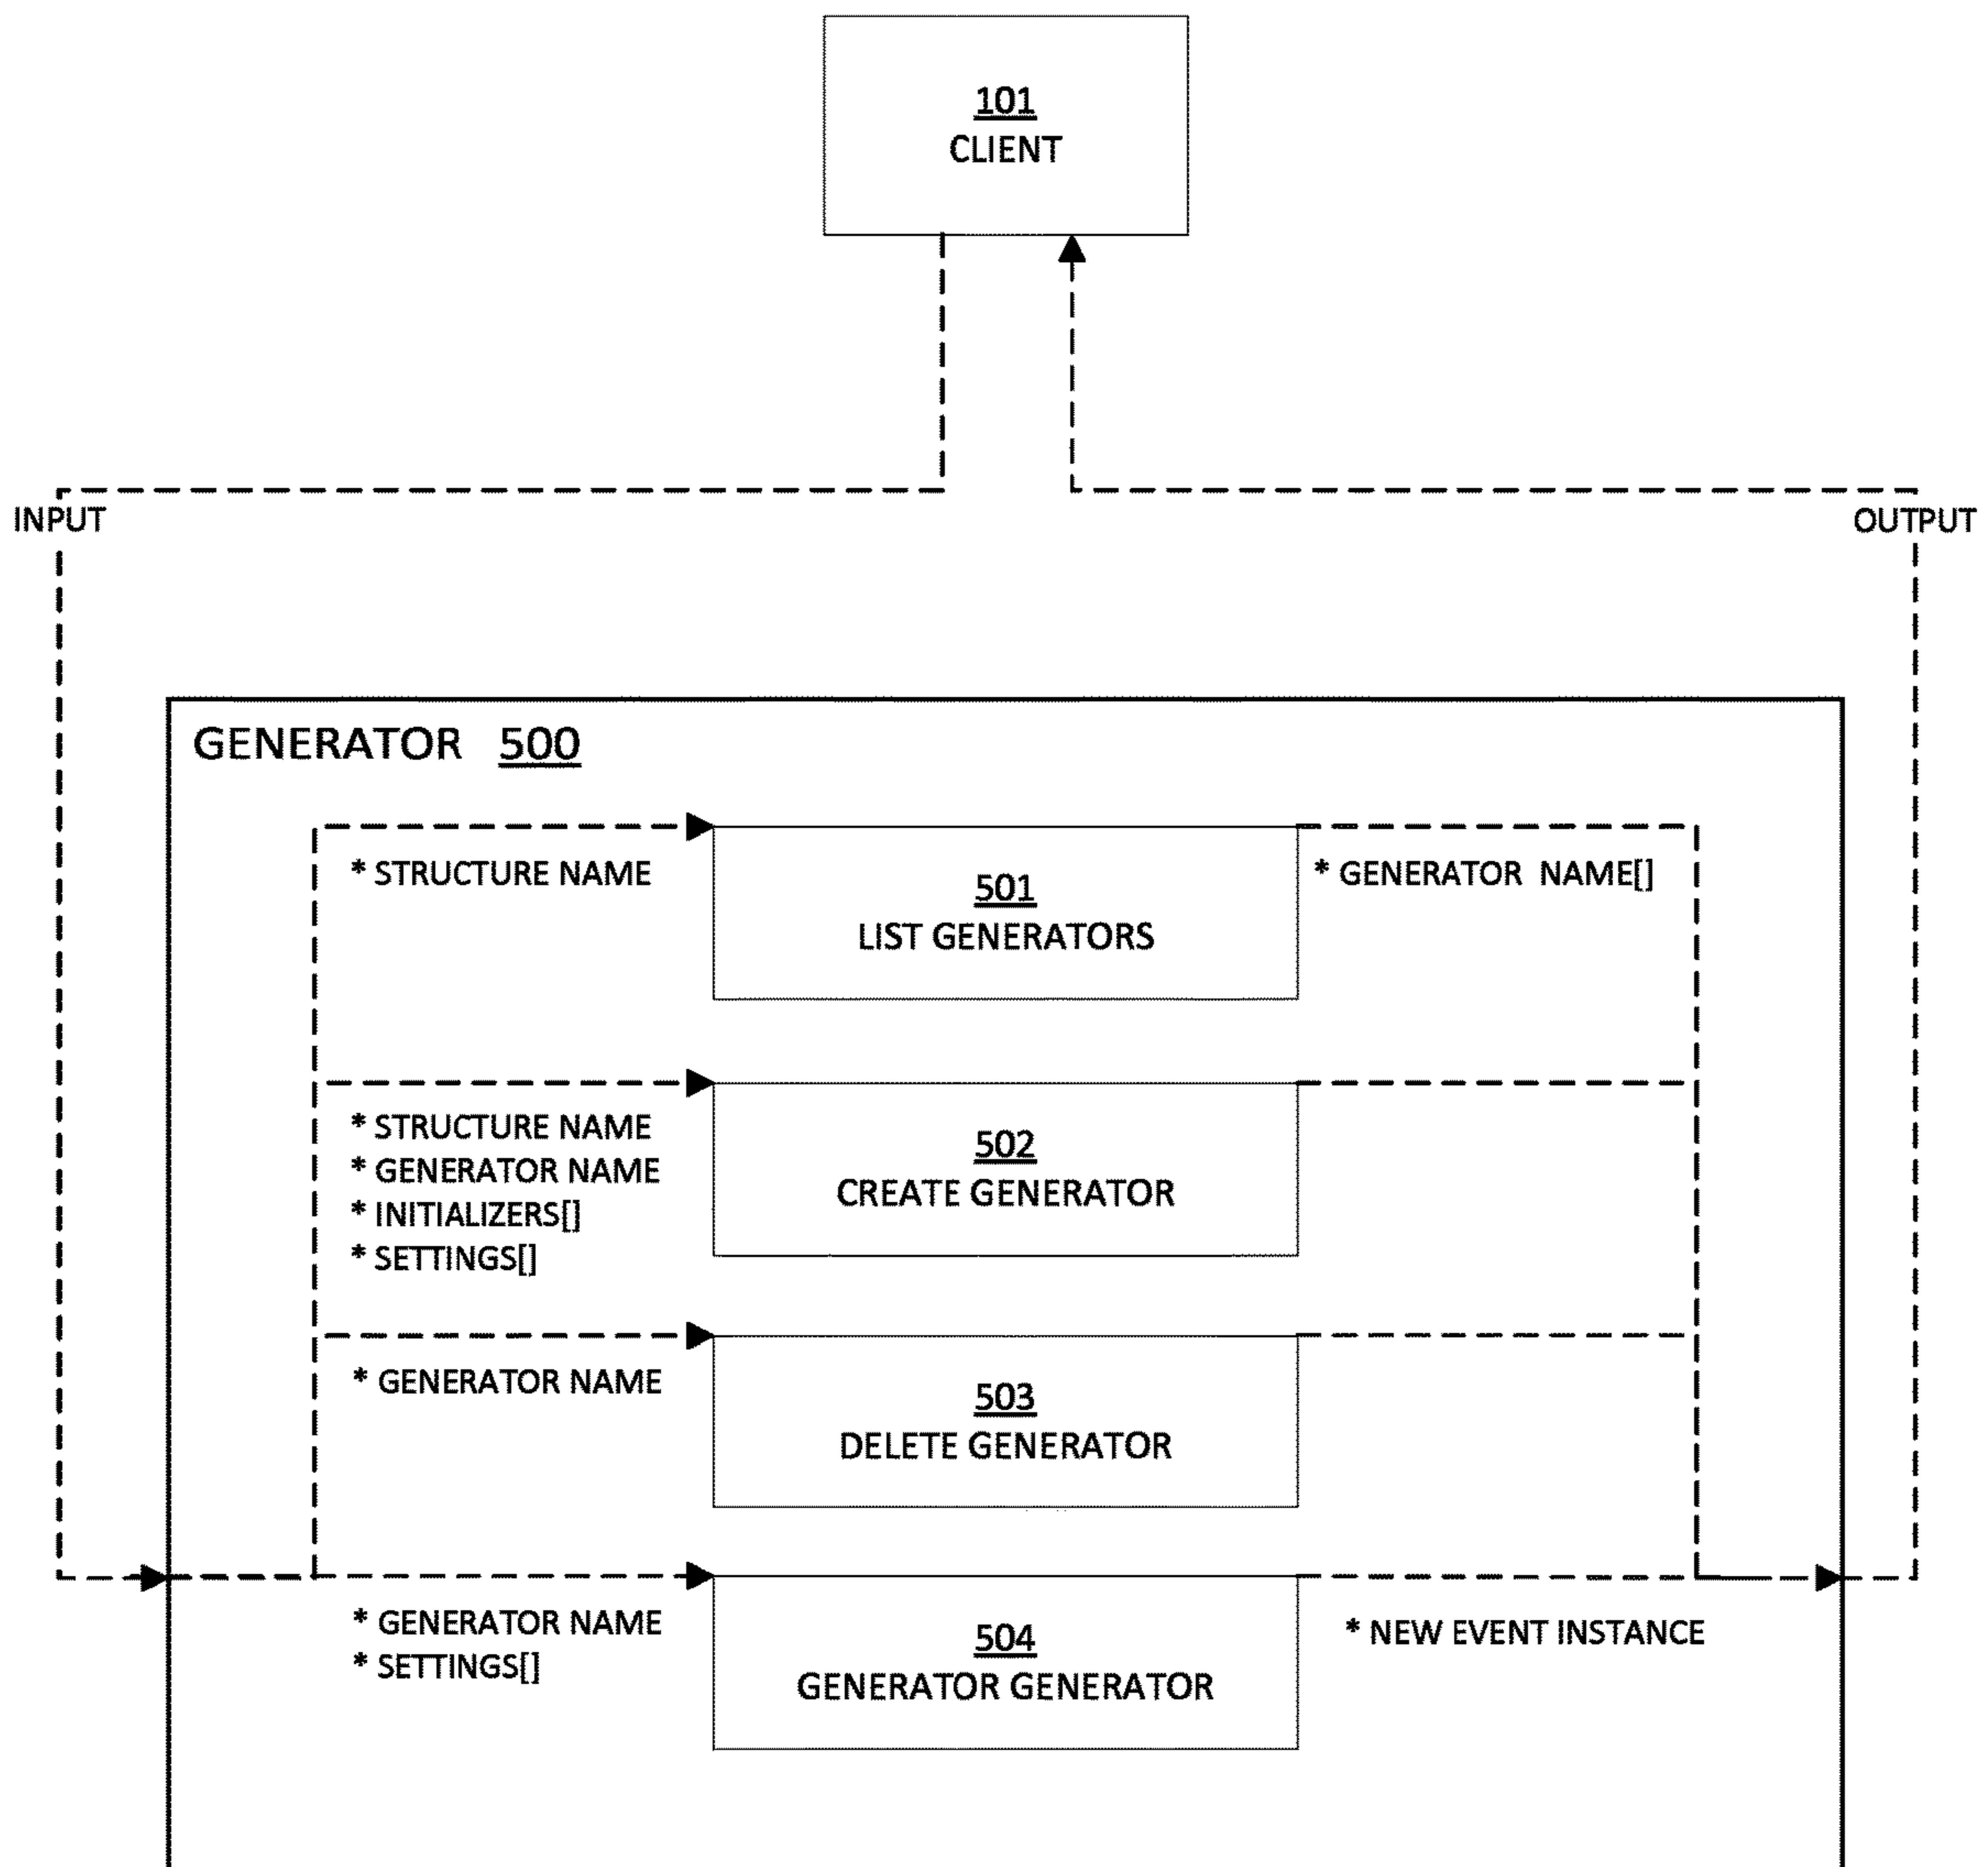 101
CLIENT
INPUT
OUTPUT
GENERATOR 500
* STRUCTURE NAME
501
LIST GENERATORS
* GENERATOR NAME[]
* STRUCTURE NAME
* GENERATOR NAME
* INITIALIZERS[]
* SETTINGS[]
502
CREATE GENERATOR
* GENERATOR NAME
503
DELETE GENERATOR
* GENERATOR NAME
* SETTINGS[]
504
GENERATOR GENERATOR
* NEW EVENT INSTANCE